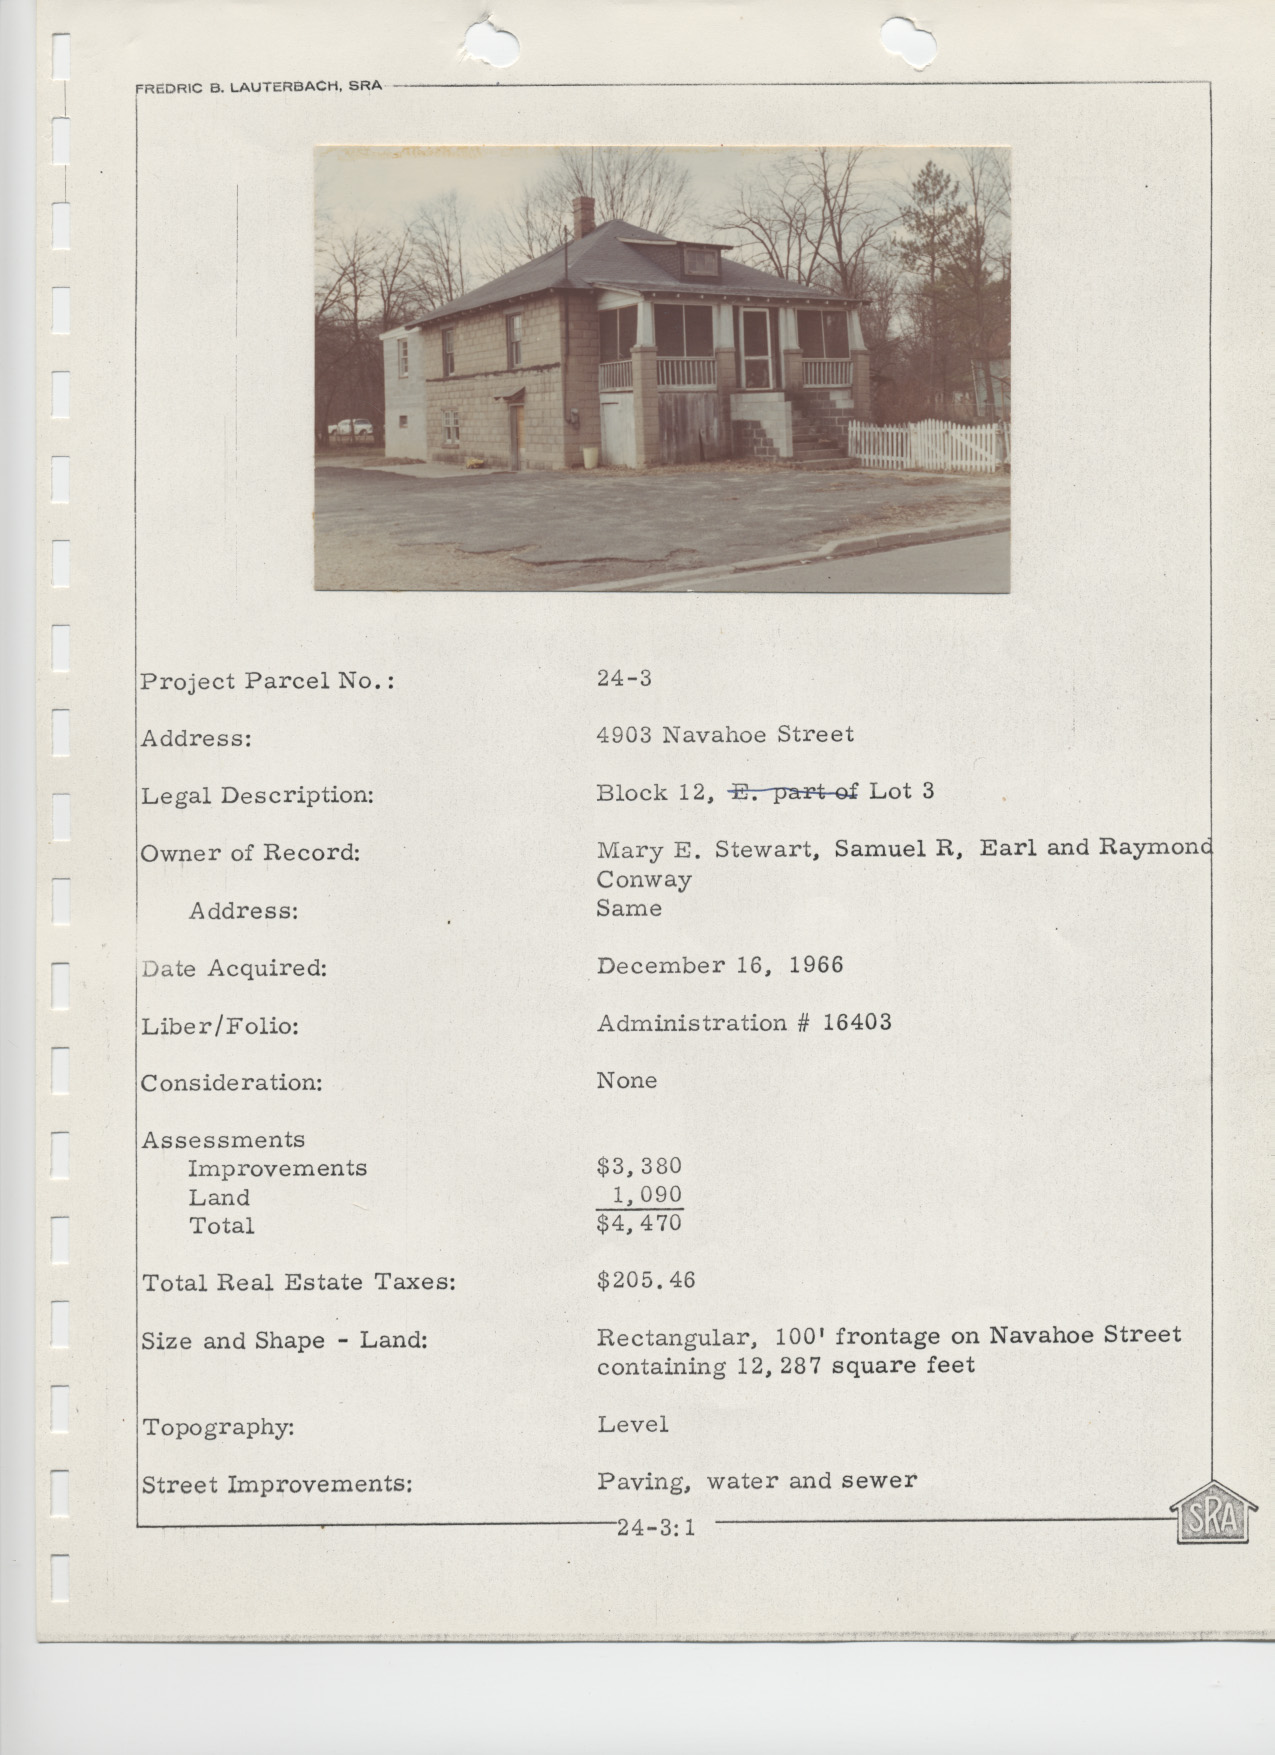 FREDRIC B. LAUTERBACH, SRA
Project Parcel No.: 24-3
Address: 4903 Navahoe Street
Legal Description: Block 12, E. part of Lot 3
Owner of Record: Mary E. Stewart, Samuel R, Earl and Raymond
Conway
Address: Same
Date Acquired: December 16, 1966
Liber/Folio: Administration # 16403
Consideration: None
Assessments
Improvements $3,380
Land 1,090
Total $4,470
Total Real Estate Taxes: $205.46
Size and Shape - Land: Rectangular, 100' frontage on Navahoe Street
containing 12,287 square feet
Topography: Level
Street Improvements: Paving, water and sewer
24-3:1
SRA